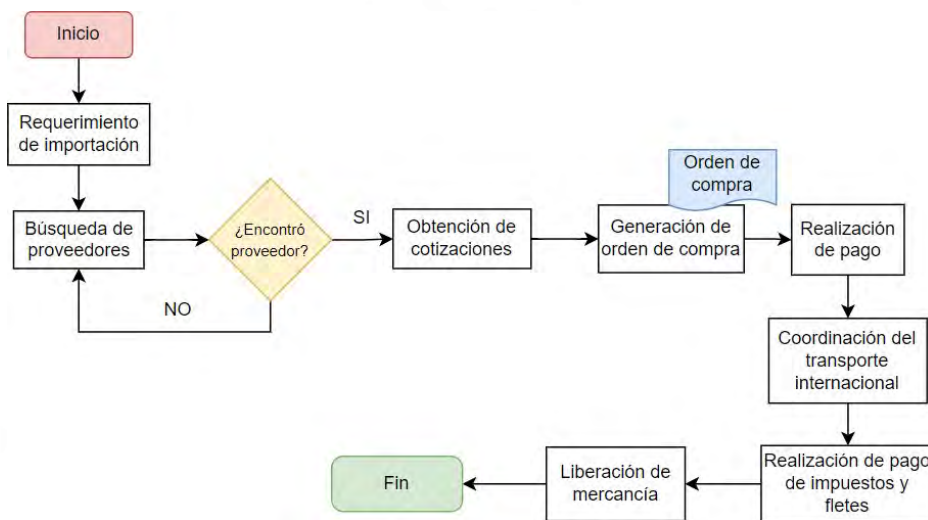 Inicio
Requerimiento
de importación
Búsqueda de
proveedores
¿Encontró
proveedor?
SI
NO
Obtención de
cotizaciones
Orden de
compra
Generación de
orden de compra
Realización
de pago
Coordinación del
transporte
internacional
Realización de pago
de impuestos y
fletes
Liberación de
mercancía
Fin